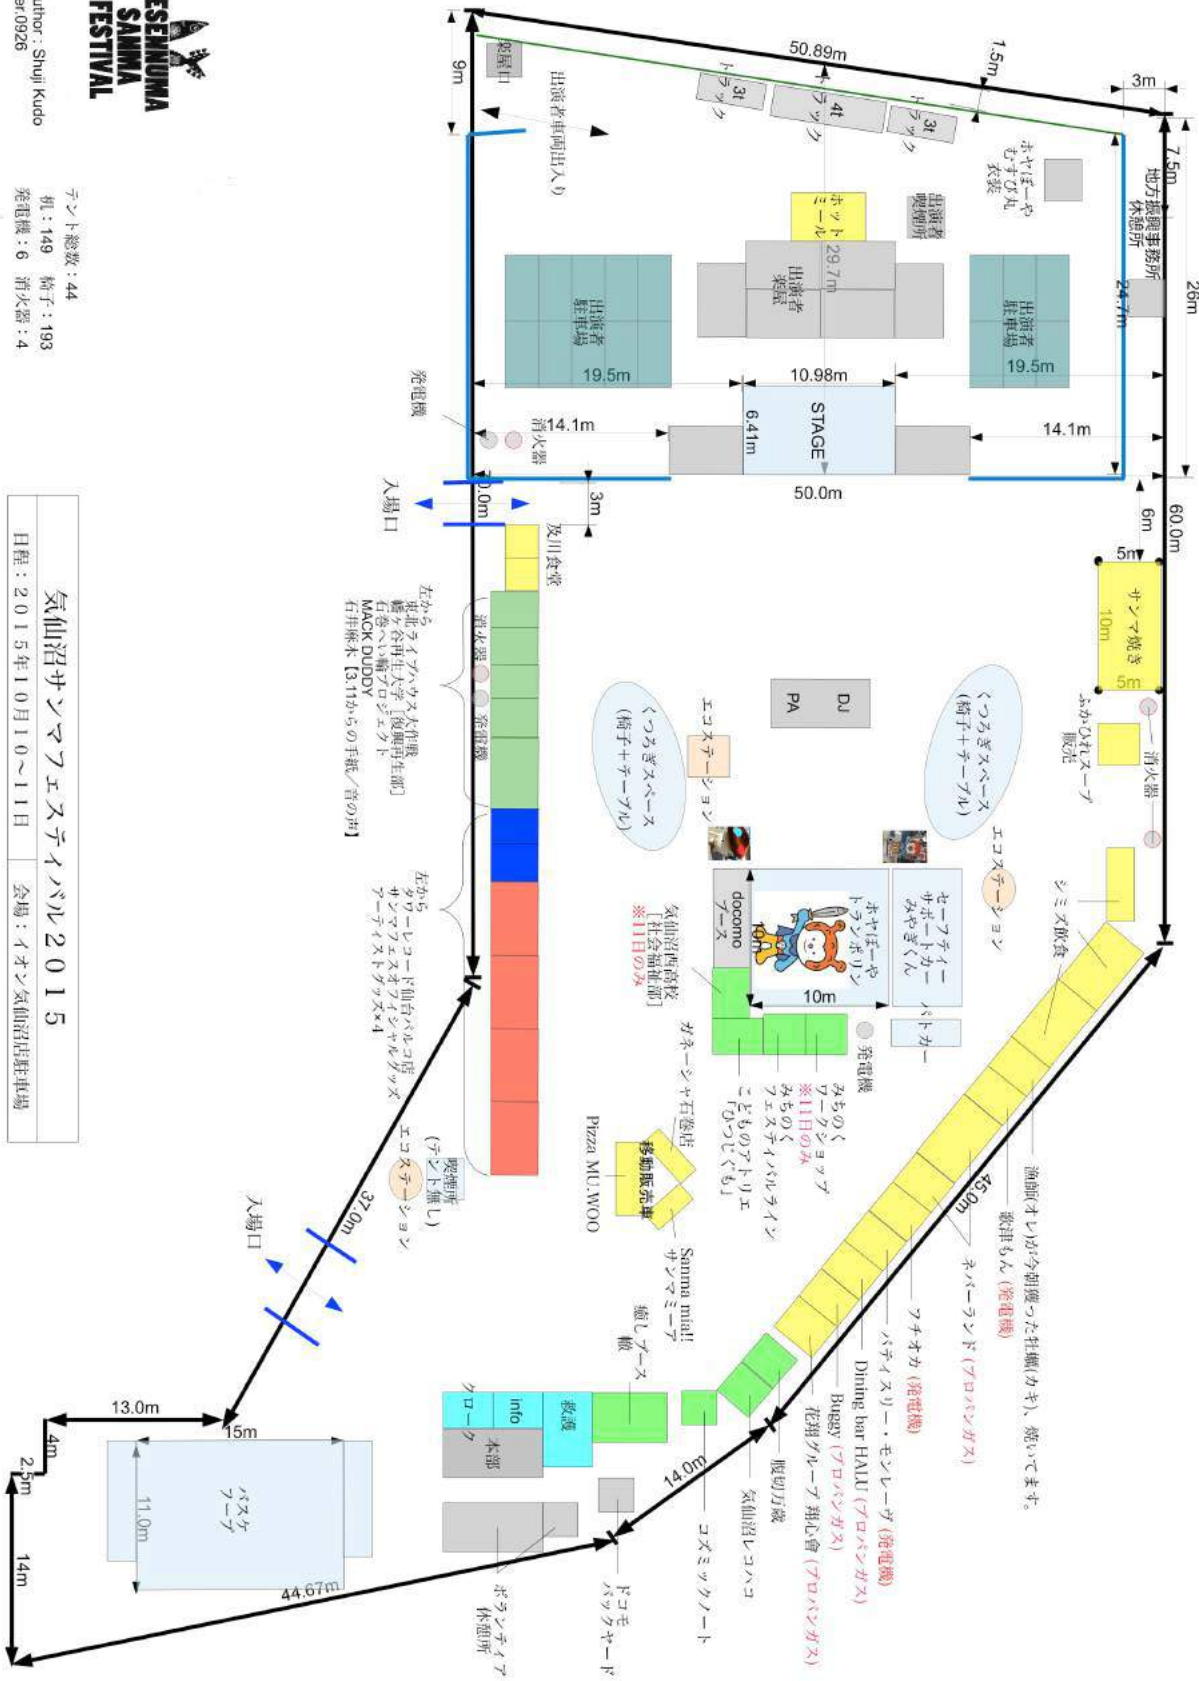 気仙沼サンマフェスティバル2015
日程：2015年10月10～11日
会場：イオン気仙沼店駐車場
テント総数：44
机：149 椅子：193
発電機：6 消火器：4
ESENNUMA
SANMA
FESTIVAL
uthor : Shuji Kudo
er.0926
50.89m
1.5m
3m
9m
26m
7.5m
地方振興事務所
休憩所
24.7m
楽屋口
出演者車両出入り
3t
トラック
4t
トラック
3t
トラック
ホヤぼーや
むすび丸
衣装
出演者
喫煙所
ホット
ミール
29.7m
出演者
楽屋
出演者
駐車場
出演者
駐車場
19.5m
10.98m
19.5m
STAGE
6.41m
14.1m
14.1m
発電機
消火器
50.0m
3m
6m
60.0m
入場口
及川食堂
5m
サンマ焼き
10m
5m
消火器
ふかひれスープ
販売
DJ
PA
くつろぎスペース
(椅子＋テーブル)
くつろぎスペース
(椅子＋テーブル)
エコステーション
エコステーション
消火器
発電機
左から
東北ライブハウス大作戦
幡ヶ谷再生大学［復興再生部］
石巻へい輪プロジェクト
MACK DUDDY
石井麻木【3.11からの手紙／音の声】
左から
タワーレコード仙台パルコ店
サンマフェスオフィシャルグッズ
アーティストグッズ×4
シミズ飲食
セーフティー
サポートカー
みやぎくん
パトカー
ホヤぼーや
トランポリン
10m
10m
docomo
ブース
気仙沼西高校
［社会福祉部］
※11日のみ
発電機
みちのく
ワークショップ
※11日のみ
みちのく
フェスティバルライン
こどものアトリエ
「ひつじぐも」
ガネーシャ石巻店
移動販売車
Pizza MU.WOO
Sanma mia!!
サンマミーア
漁師(オレ)が今朝獲った牡蠣(カキ)、焼いてます。
歌津もん (発電機)
45.0m
ネバーランド (プロパンガス)
フチオカ (発電機)
パティスリー・モンレーヴ (発電機)
Dining bar HALU (プロパンガス)
Buggy (プロパンガス)
花翔グループ 翔心會 (プロパンガス)
腹切万蔵
気仙沼レコハコ
コズミックノート
癒しブース
轍
喫煙所
(テント無し)
エコステーション
37.0m
入場口
救護
info
クローク
本部
14.0m
ドコモ
バックヤード
ボランティア
休憩所
13.0m
4m
2.5m
14m
15m
11.0m
バスケ
フープ
44.67m